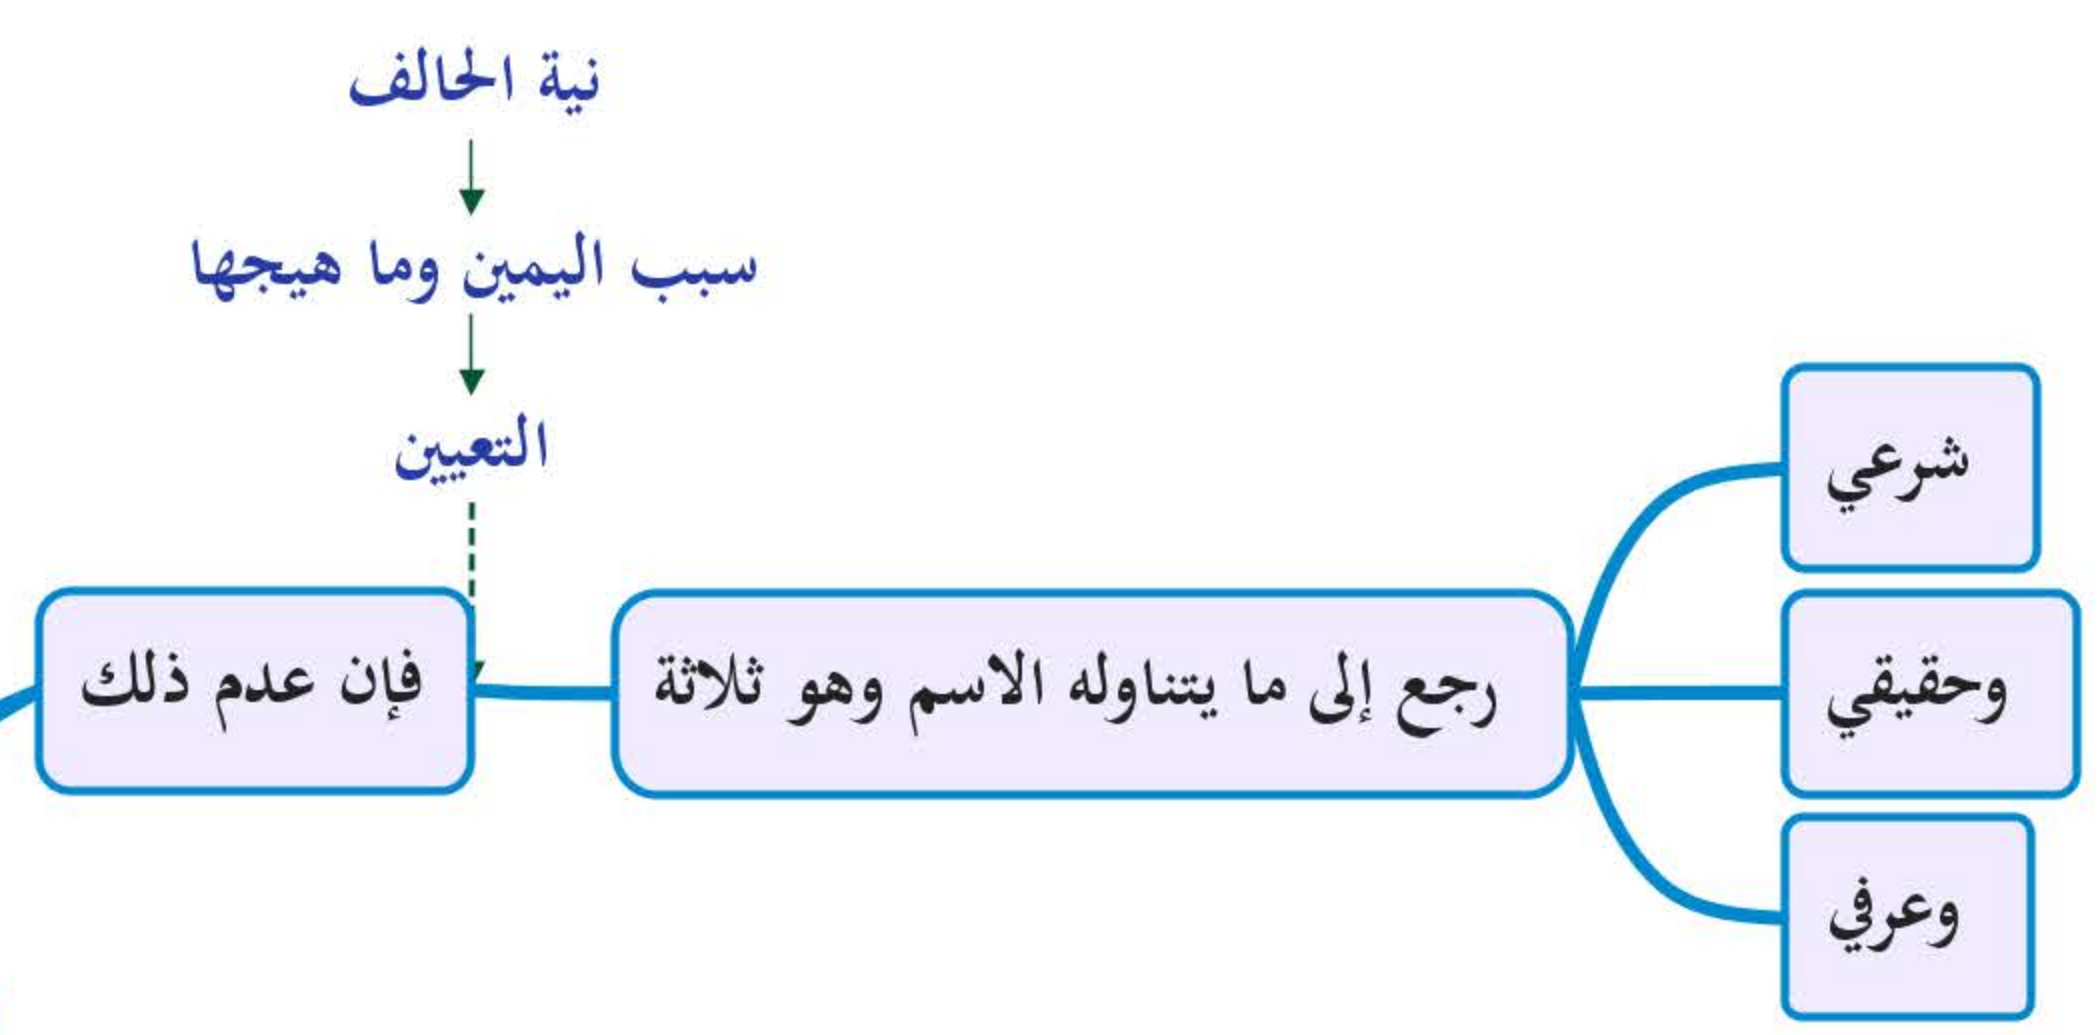 نية الحالف
سبب اليمين وما هيجها
التعيين
فإن عدم ذلك
رجع إلى ما يتناوله الاسم وهو ثلاثة
شرعي
وحقيقي
وعرفي